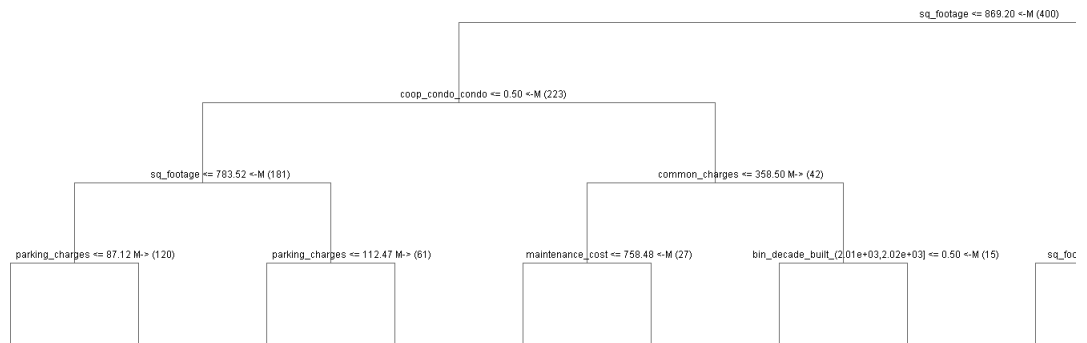 sq_footage <= 869.20 <-M (400)
coop_condo_condo <= 0.50 <-M (223)
sq_footage <= 783.52 <-M (181)
common_charges <= 358.50 M-> (42)
parking_charges <= 87.12 M-> (120)
parking_charges <= 112.47 M-> (61)
maintenance_cost <= 758.48 <-M (27)
bin_decade_built_(2.01e+03,2.02e+03] <= 0.50 <-M (15)
sq_foo